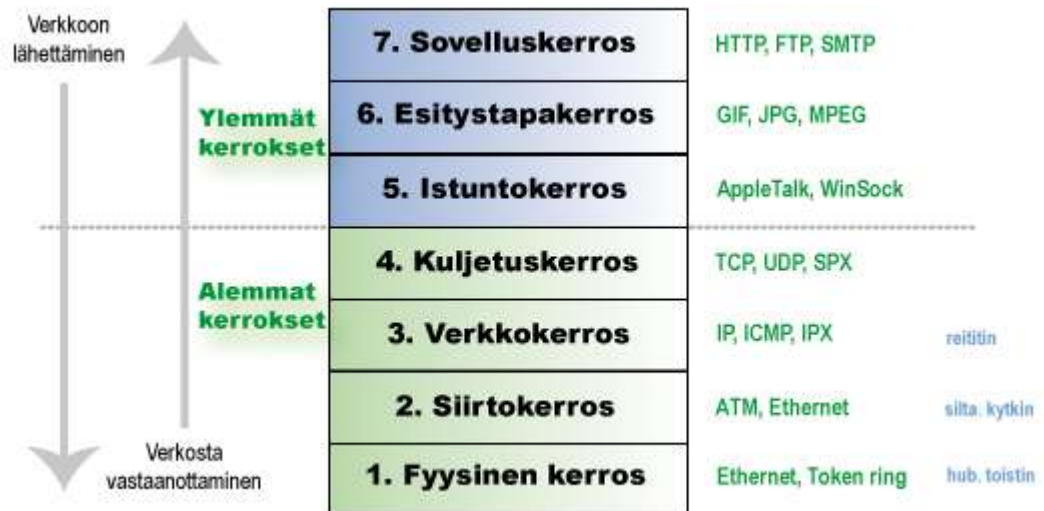 Verkkoon
lähettäminen
Ylemmät
kerrokset
Alemmat
kerrokset
Verkosta
vastaanottaminen
7. Sovelluskerros
HTTP, FTP, SMTP
6. Esitystapakerros
GIF, JPG, MPEG
5. Istuntokerros
AppleTalk, WinSock
4. Kuljetuskerros
TCP, UDP, SPX
3. Verkkokerros
IP, ICMP, IPX
reititin
2. Siirtokerros
ATM, Ethernet
silta. kytkin
1. Fyysinen kerros
Ethernet, Token ring
hub. toistin